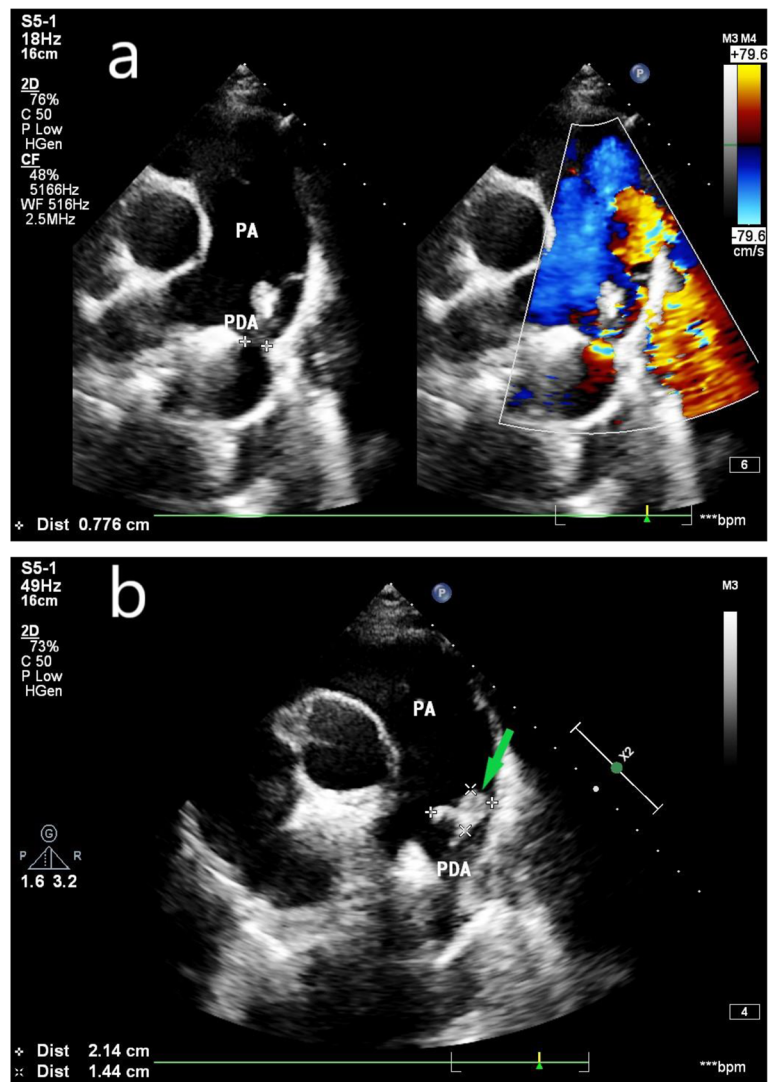 S5-1
18Hz
16cm
2D
76%
C 50
P Low
HGen
CF
48%
5166Hz
WF 516Hz
2.5MHz
a
PA
PDA
P
M3 M4
+79.6
-79.6
cm/s
6
Dist 0.776 cm
***bpm
S5-1
49Hz
16cm
2D
73%
C 50
P Low
HGen
b
P
PA
PDA
M3
X2
G
P R
1.6 3.2
4
Dist 2.14 cm
Dist 1.44 cm
***bpm